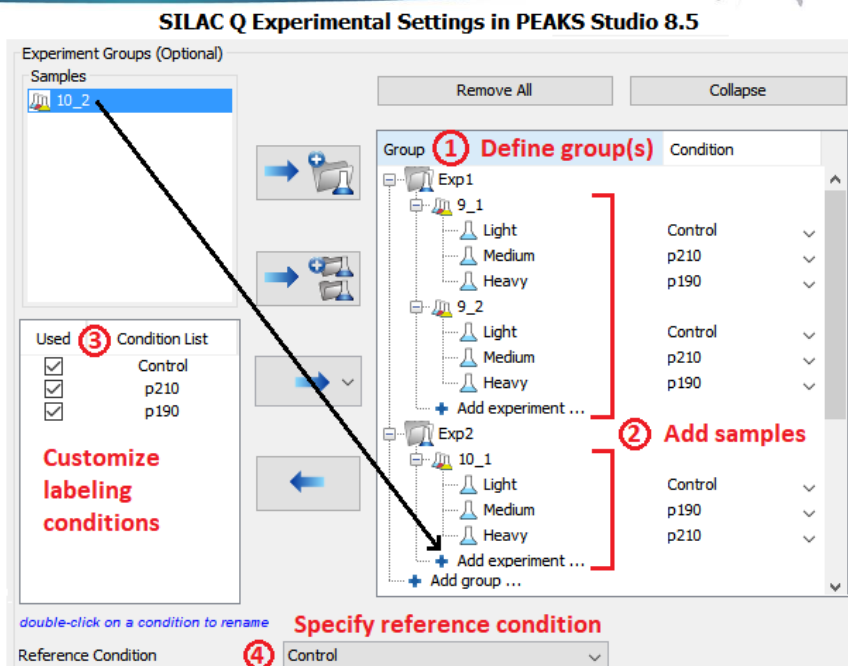 SILAC Q Experimental Settings in PEAKS Studio 8.5
Experiment Groups (Optional)
Samples
10_2
Remove All
Collapse
Group ① Define group(s) Condition
Exp1
9_1
Light Control
Medium p210
Heavy p190
9_2
Light Control
Medium p210
Heavy p190
Add experiment ...
Exp2
② Add samples
10_1
Light Control
Medium p190
Heavy p210
Add experiment ...
Add group ...
Used ③ Condition List
Control
p210
p190
Customize
labeling
conditions
double-click on a condition to rename
Specify reference condition
Reference Condition ④ Control